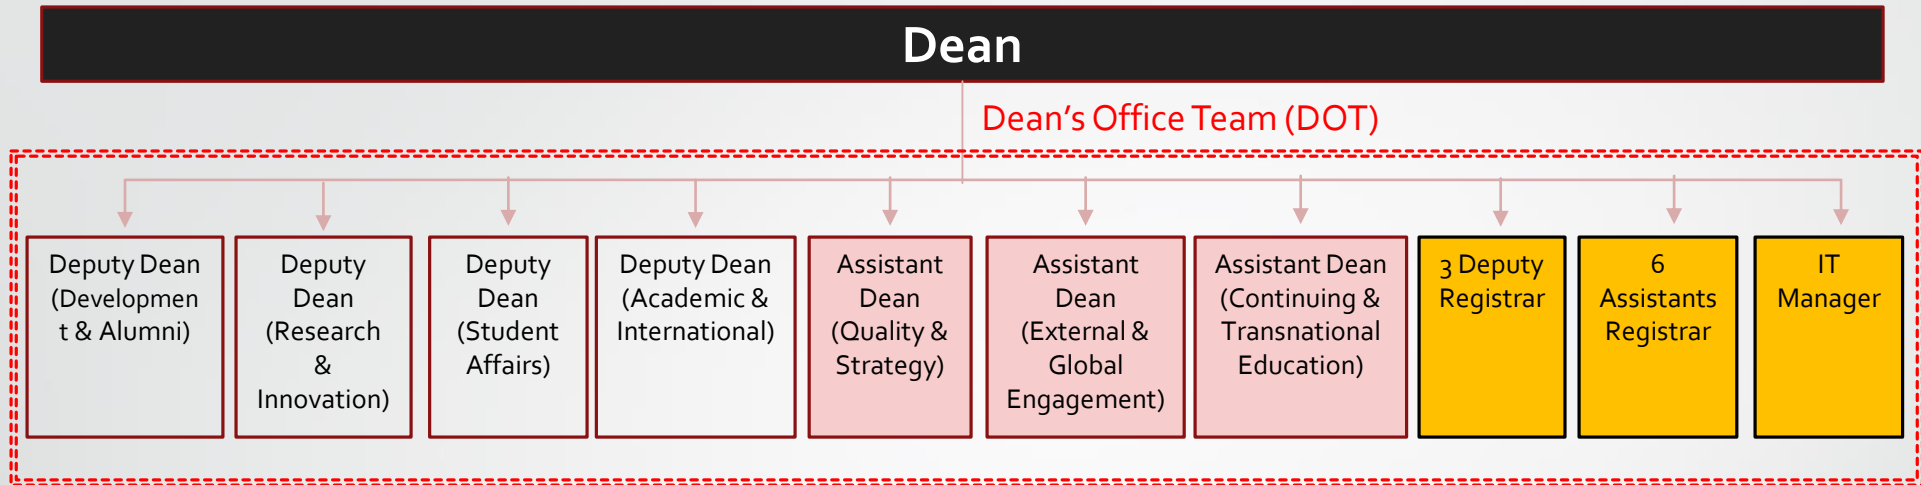 Dean
Dean’s Office Team (DOT)
Deputy Dean
(Developmen
t & Alumni)
Deputy
Dean
(Research
&
Innovation)
Deputy
Dean
(Student
Affairs)
Deputy Dean
(Academic &
International)
Assistant
Dean
(Quality &
Strategy)
Assistant
Dean
(External &
Global
Engagement)
Assistant Dean
(Continuing &
Transnational
Education)
3 Deputy
Registrar
6
Assistants
Registrar
IT
Manager